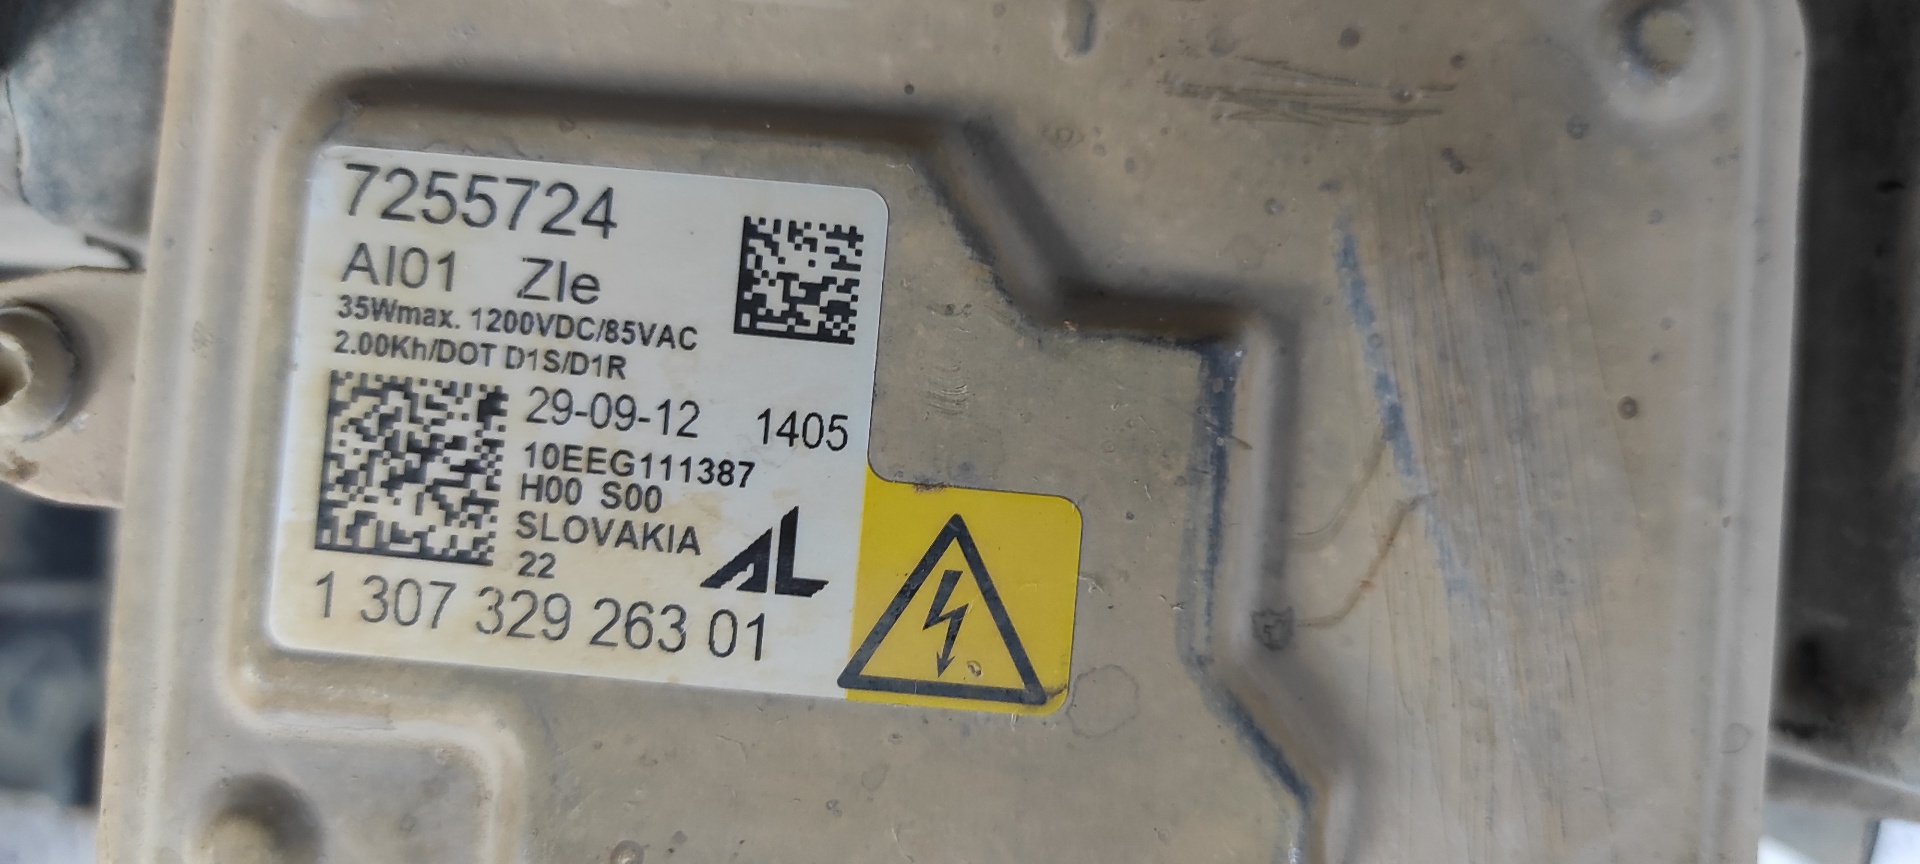 7255724
AI01 ZIe
35Wmax. 1200VDC/85VAC
2.00Kh/DOT D1S/D1R
29-09-12 1405
10EEG111387
H00 S00
SLOVAKIA
22
AL
1 307 329 263 01